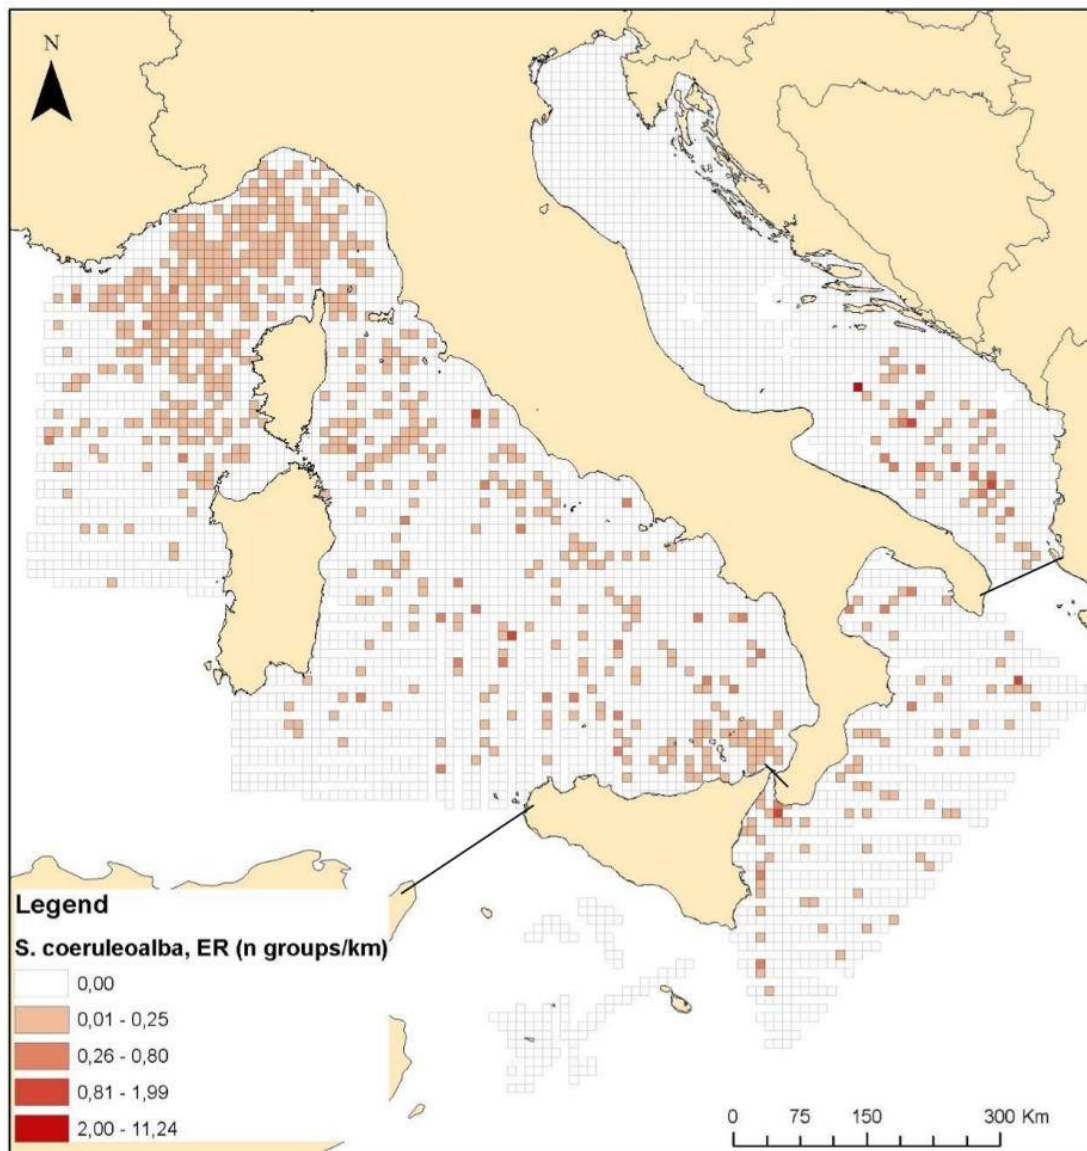 N
Legend
S. coeruleoalba, ER (n groups/km)
0,00
0,01 - 0,25
0,26 - 0,80
0,81 - 1,99
2,00 - 11,24
0 75 150 300 Km